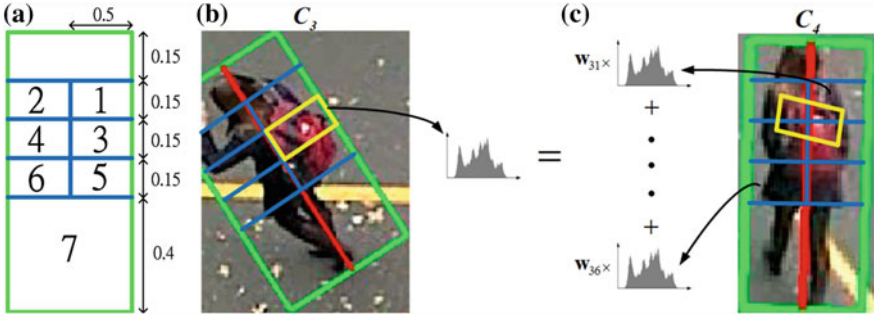 (a)
0.5
0.15
2 1
0.15
4 3
0.15
6 5
0.15
7
0.4
(b)
C₃
=
(c)
C₄
w₃₁×
+
+
w₃₆×